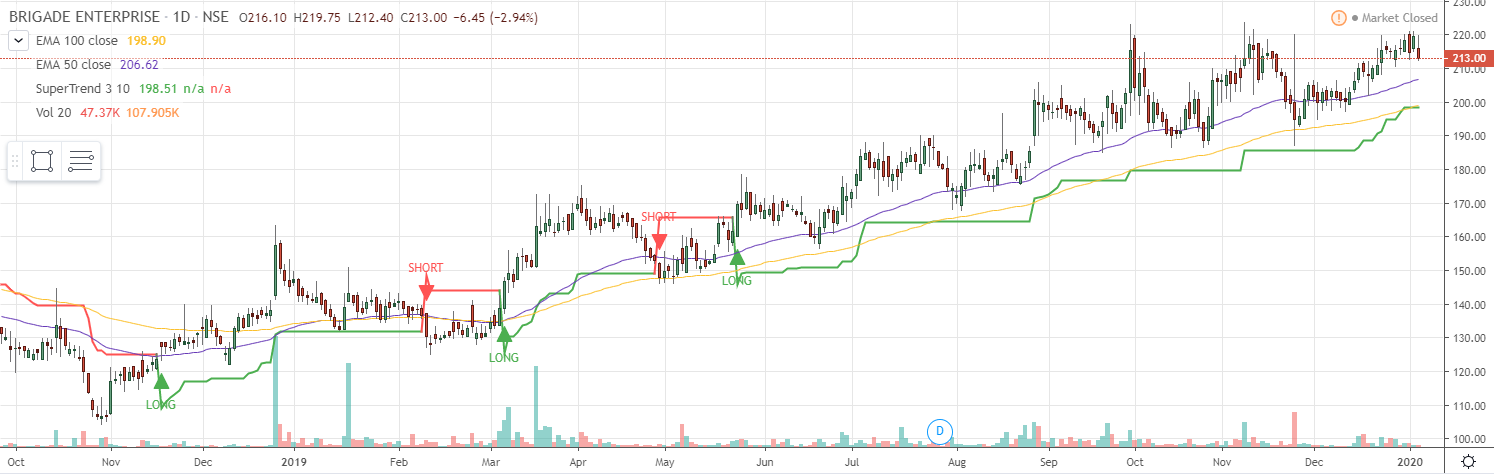 BRIGADE ENTERPRISE · 1D · NSE O216.10 H219.75 L212.40 C213.00 −6.45 (−2.94%)
Market Closed
EMA 100 close 198.90
EMA 50 close 206.62
SuperTrend 3 10 198.51 n/a n/a
Vol 20 47.37K 107.905K
230.00
220.00
213.00
210.00
200.00
190.00
180.00
170.00
160.00
150.00
140.00
130.00
120.00
110.00
100.00
SHORT
SHORT
LONG
LONG
LONG
D
Oct Nov Dec 2019 Feb Mar Apr May Jun Jul Aug Sep Oct Nov Dec 2020